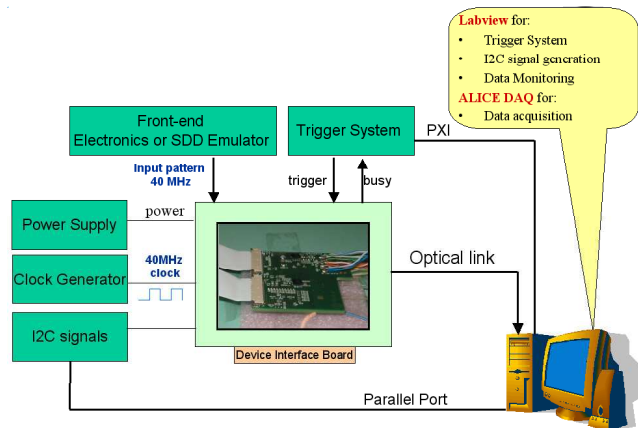 Labview for:
• Trigger System
• I2C signal generation
• Data Monitoring
ALICE DAQ for:
• Data acquisition
Front-end
Electronics or SDD Emulator
Trigger System
PXI
Input pattern
40 MHz
trigger
busy
Power Supply
power
Clock Generator
40MHz
clock
Optical link
I2C signals
Device Interface Board
Parallel Port